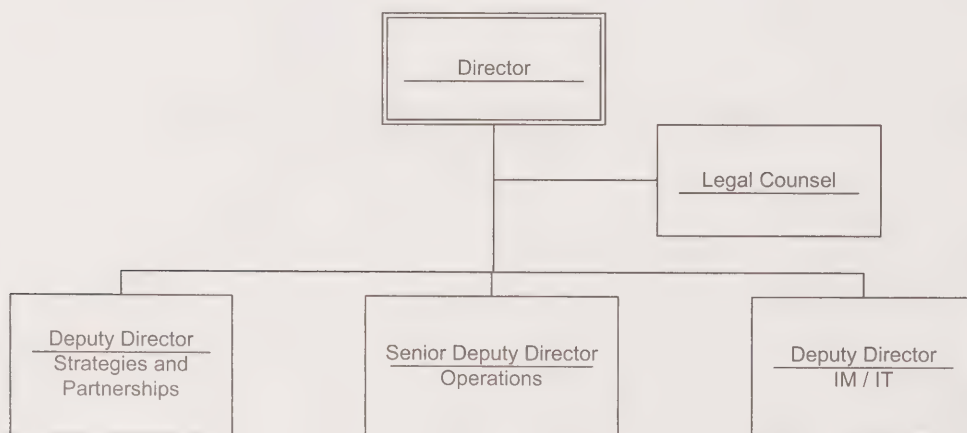 Director
Legal Counsel
Deputy Director
Strategies and
Partnerships
Senior Deputy Director
Operations
Deputy Director
IM / IT